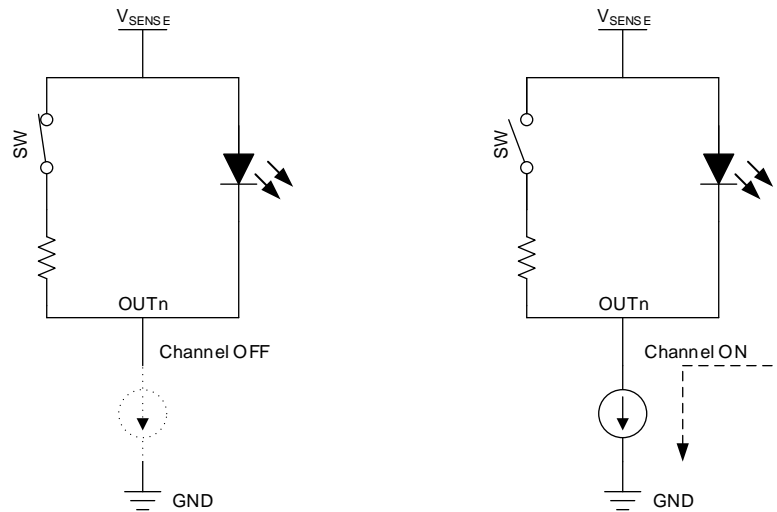 VSENSE
SW
OUTn
Channel OFF
GND
VSENSE
SW
OUTn
Channel ON
GND